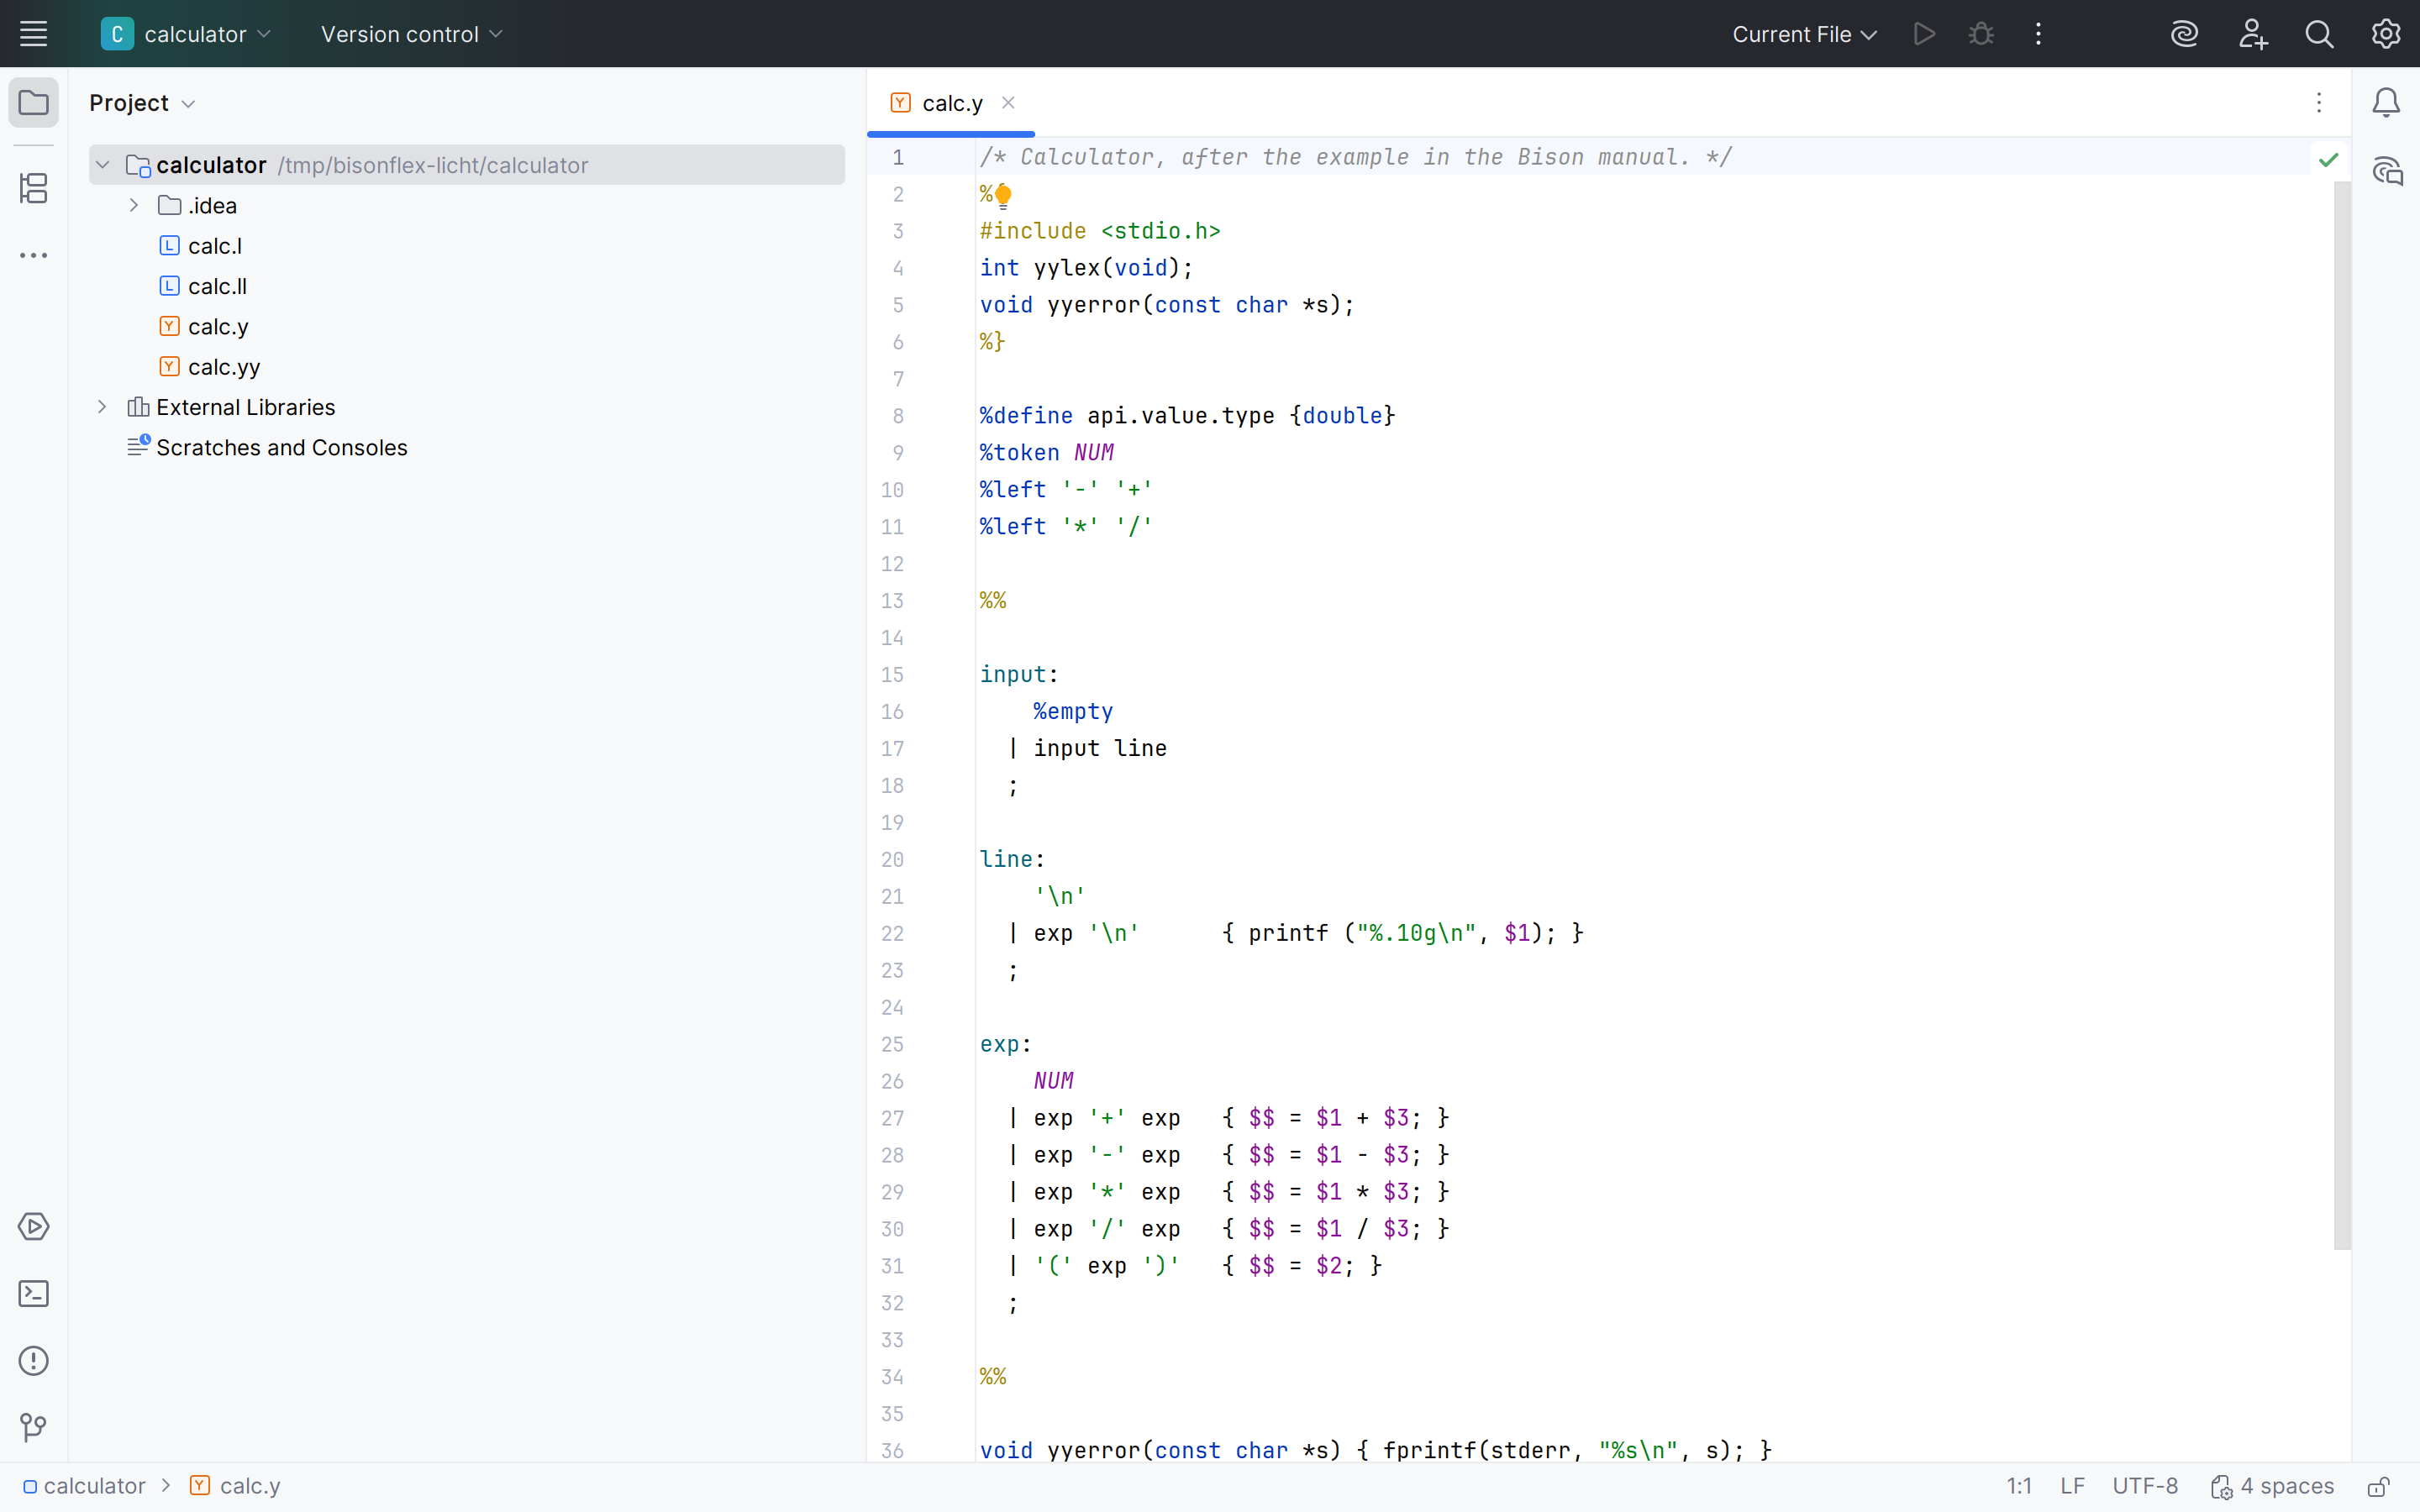 C calculator Version control Current File
Project
calculator /tmp/bisonflex-licht/calculator
.idea
L calc.l
L calc.ll
Y calc.y
Y calc.yy
External Libraries
Scratches and Consoles
Y calc.y
1 /* Calculator, after the example in the Bison manual. */
2 %
3 #include <stdio.h>
4 int yylex(void);
5 void yyerror(const char *s);
6 %}
7
8 %define api.value.type {double}
9 %token NUM
10 %left '-' '+'
11 %left '*' '/'
12
13 %%
14
15 input:
16 %empty
17 | input line
18 ;
19
20 line:
21 '\n'
22 | exp '\n' { printf ("%.10g\n", $1); }
23 ;
24
25 exp:
26 NUM
27 | exp '+' exp { $$ = $1 + $3; }
28 | exp '-' exp { $$ = $1 - $3; }
29 | exp '*' exp { $$ = $1 * $3; }
30 | exp '/' exp { $$ = $1 / $3; }
31 | '(' exp ')' { $$ = $2; }
32 ;
33
34 %%
35
36 void yyerror(const char *s) { fprintf(stderr, "%s\n", s); }
calculator > Y calc.y 1:1 LF UTF-8 4 spaces